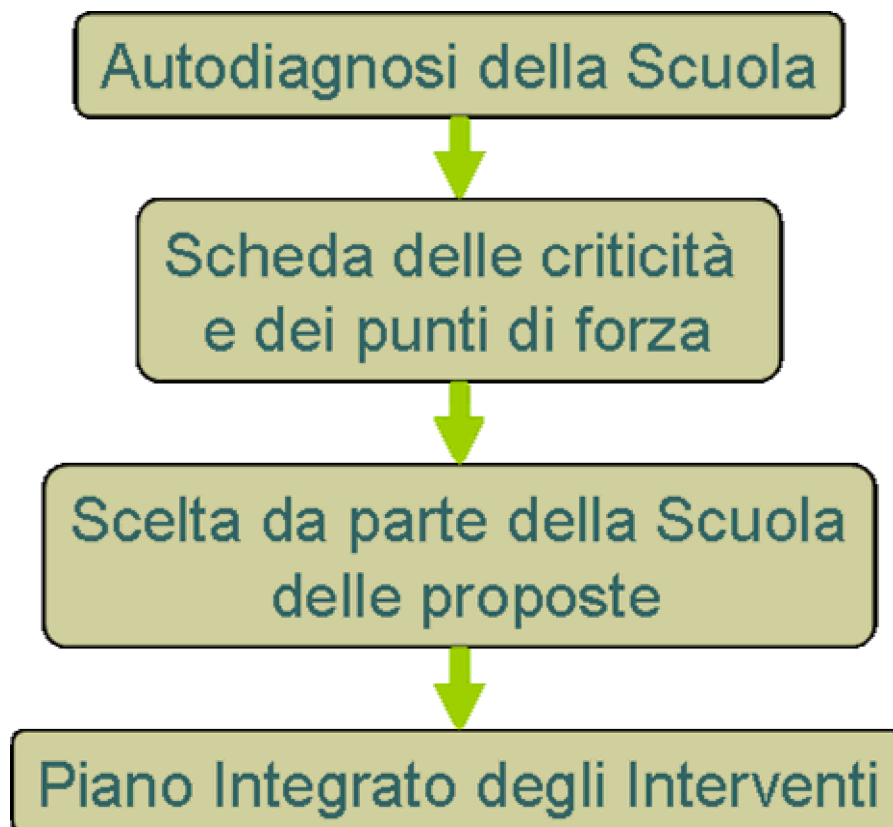 Autodiagnosi della Scuola
Scheda delle criticità
e dei punti di forza
Scelta da parte della Scuola
delle proposte
Piano Integrato degli Interventi